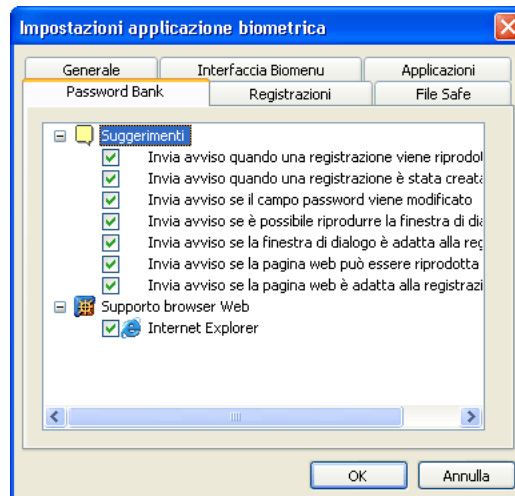 Impostazioni applicazione biometrica
Generale
Interfaccia Biomenu
Applicazioni
Password Bank
Registrazioni
File Safe
Suggerimenti
Invia avviso quando una registrazione viene riprodot
Invia avviso quando una registrazione è stata creata
Invia avviso se il campo password viene modificato
Invia avviso se è possibile riprodurre la finestra di dia
Invia avviso se la finestra di dialogo è adatta alla reg
Invia avviso se la pagina web può essere riprodotta
Invia avviso se la pagina web è adatta alla registrazi
Supporto browser Web
Internet Explorer
OK
Annulla